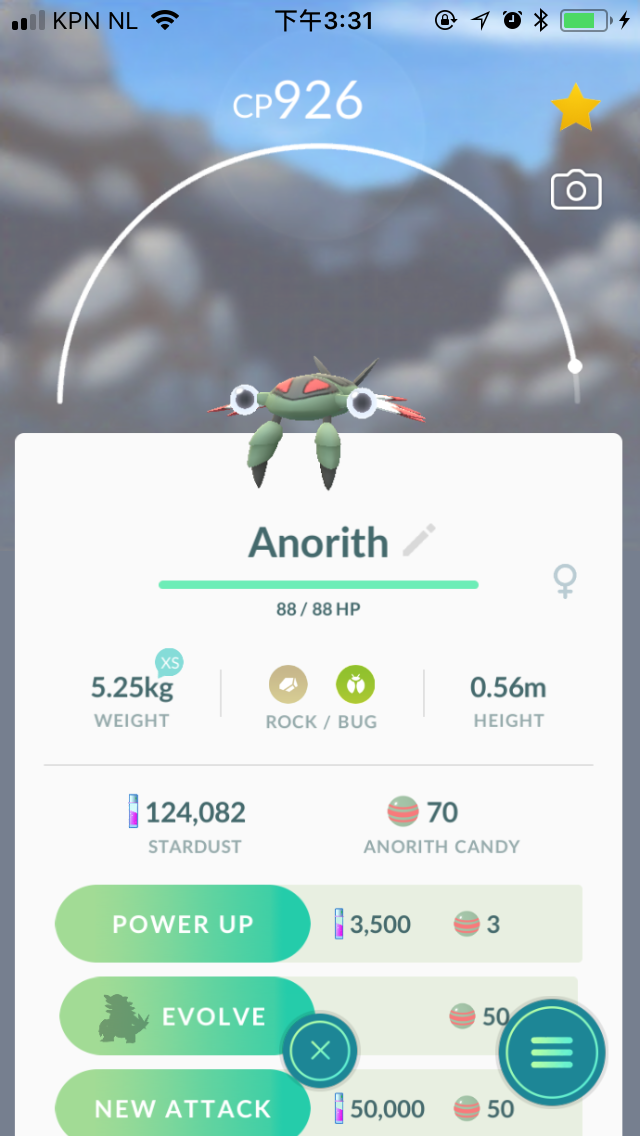 KPN NL 下午3:31
CP926
Anorith
88 / 88 HP
XS
5.25kg ROCK / BUG 0.56m
WEIGHT HEIGHT
124,082 70
STARDUST ANORITH CANDY
POWER UP 3,500 3
EVOLVE 50
NEW ATTACK 50,000 50